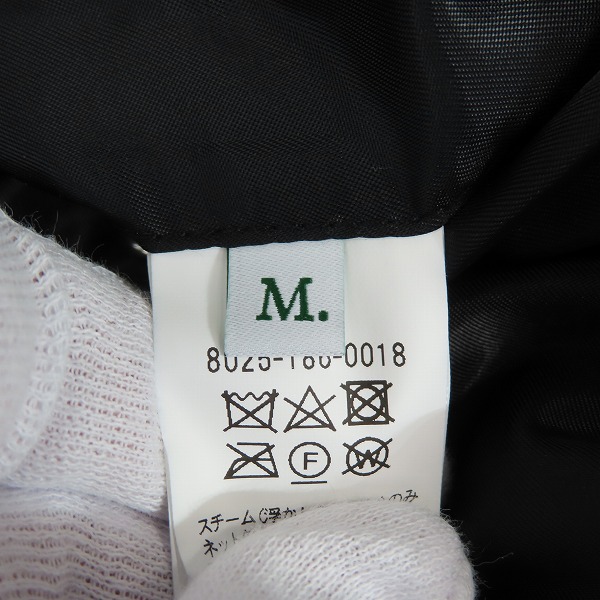 M.
8025-186-0018
F
W
スチーム(浮か
のみ
ネット